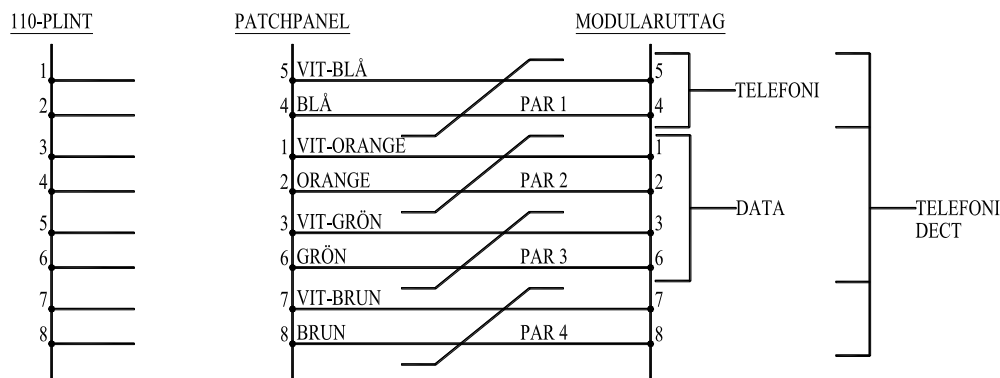 110-PLINT PATCHPANEL MODULARUTTAG
1 5 VIT-BLÅ 5
2 4 BLÅ PAR 1 4 TELEFONI
3 1 VIT-ORANGE 1
4 2 ORANGE PAR 2 2
5 3 VIT-GRÖN 3 DATA TELEFONI
DECT
6 6 GRÖN PAR 3 6
7 7 VIT-BRUN 7
8 8 BRUN PAR 4 8